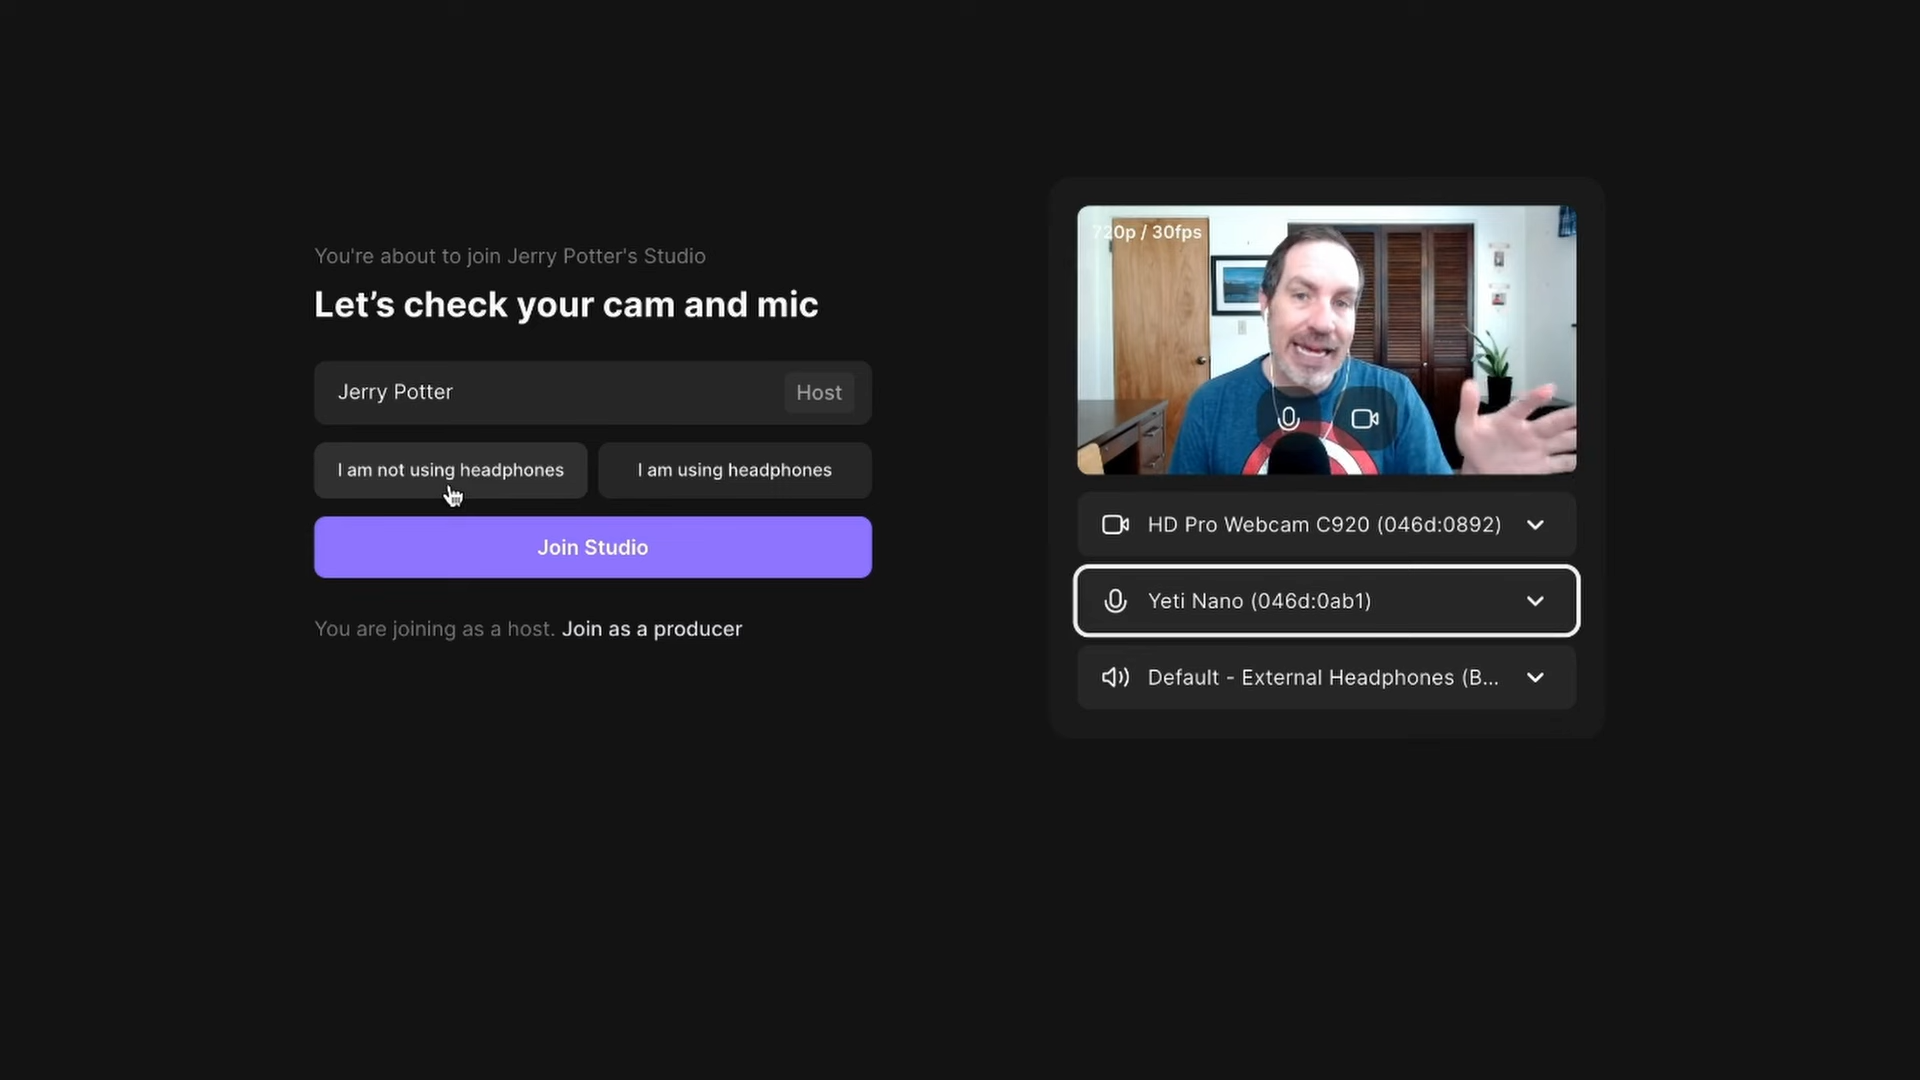 You're about to join Jerry Potter's Studio
Let’s check your cam and mic
Jerry Potter
Host
I am not using headphones
I am using headphones
Join Studio
You are joining as a host. Join as a producer
720p / 30fps
HD Pro Webcam C920 (046d:0892)
Yeti Nano (046d:0ab1)
Default - External Headphones (B...